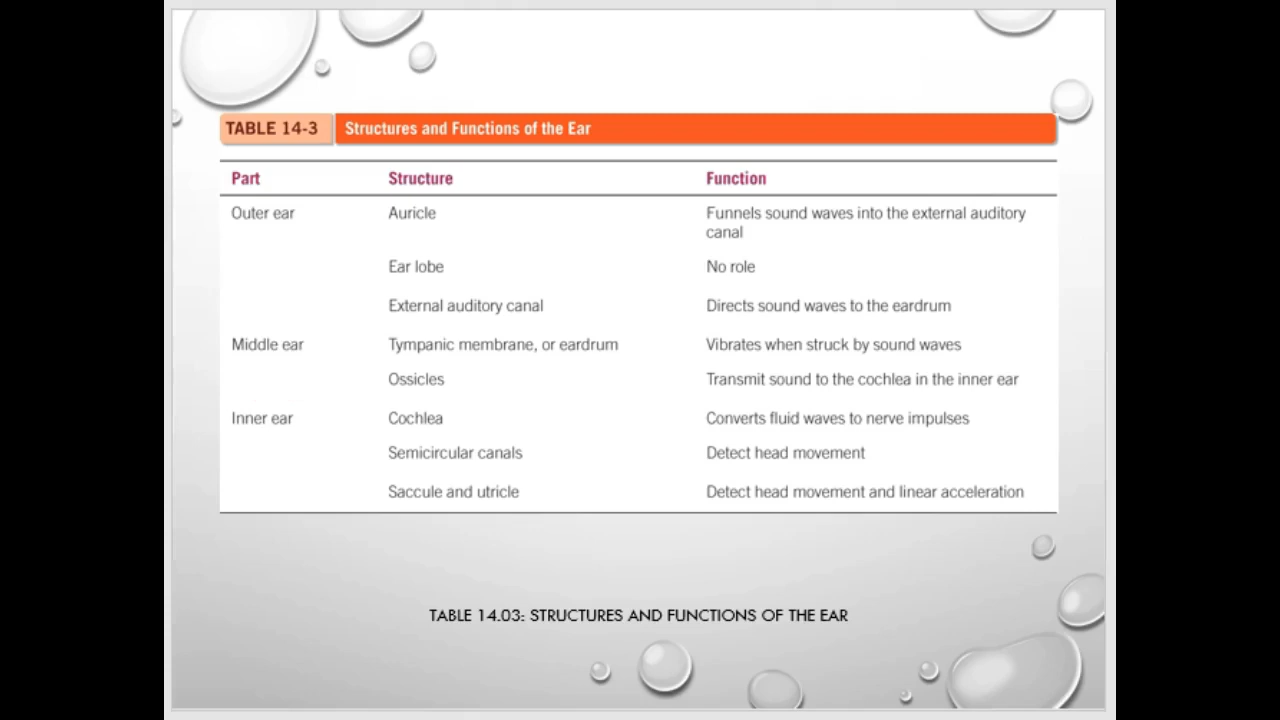 TABLE 14-3 Structures and Functions of the Ear
Part Structure Function
Outer ear Auricle Funnels sound waves into the external auditory
canal
Ear lobe No role
External auditory canal Directs sound waves to the eardrum
Middle ear Tympanic membrane, or eardrum Vibrates when struck by sound waves
Ossicles Transmit sound to the cochlea in the inner ear
Inner ear Cochlea Converts fluid waves to nerve impulses
Semicircular canals Detect head movement
Saccule and utricle Detect head movement and linear acceleration
TABLE 14.03: STRUCTURES AND FUNCTIONS OF THE EAR